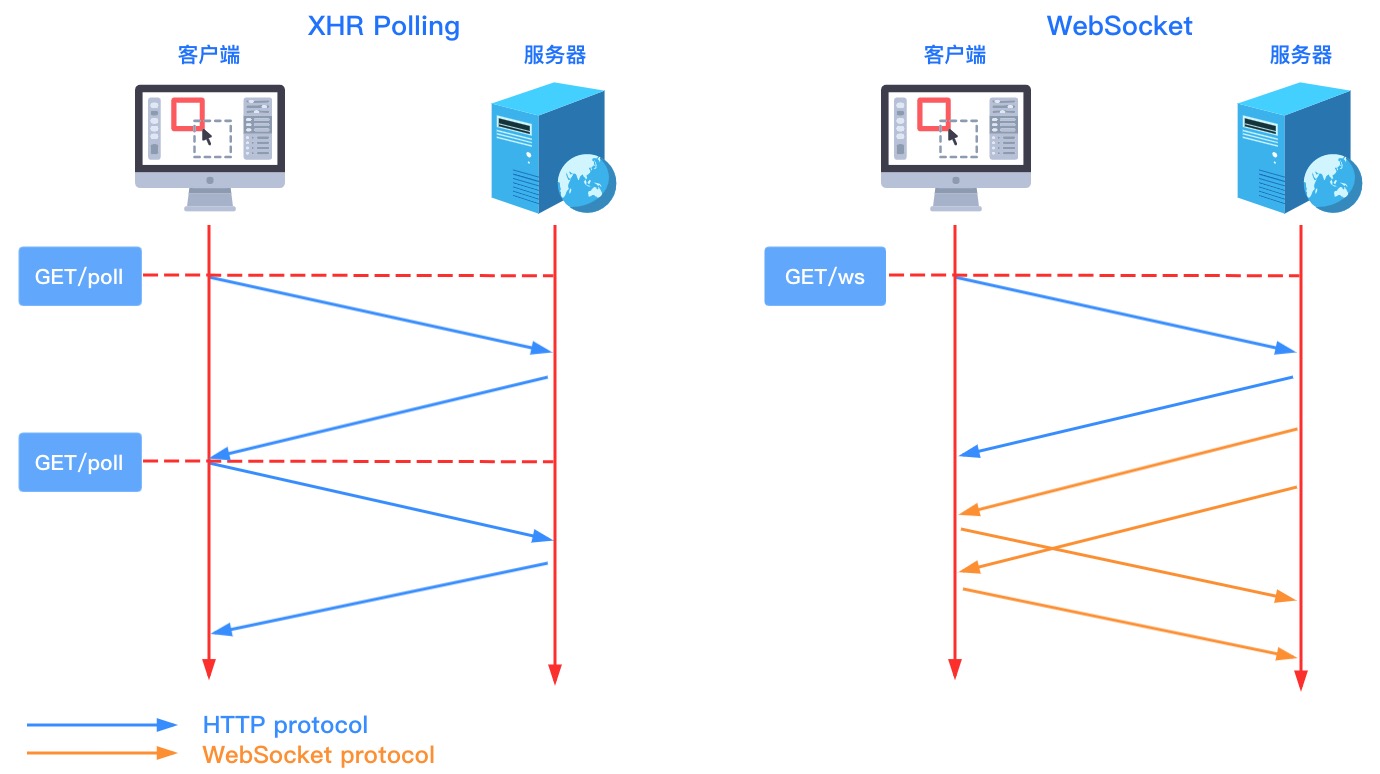 XHR Polling
客户端
服务器
GET/poll
GET/poll
WebSocket
客户端
服务器
GET/ws
HTTP protocol
WebSocket protocol